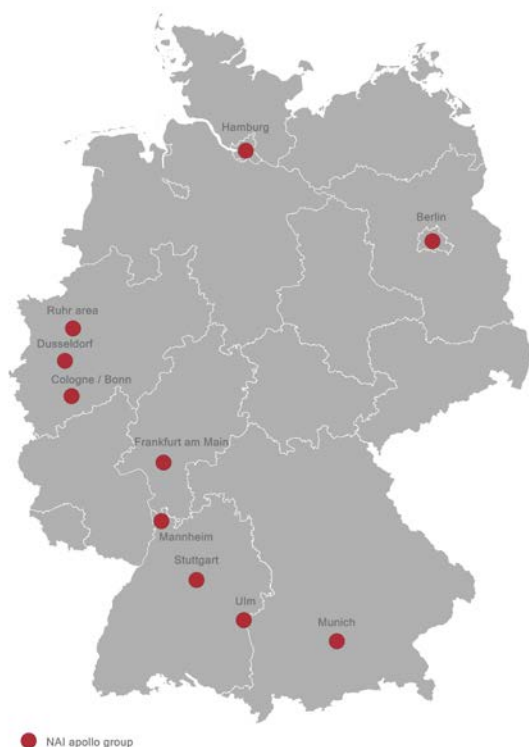 Hamburg
Berlin
Ruhr area
Dusseldorf
Cologne / Bonn
Frankfurt am Main
Mannheim
Stuttgart
Ulm
Munich
NAI apollo group